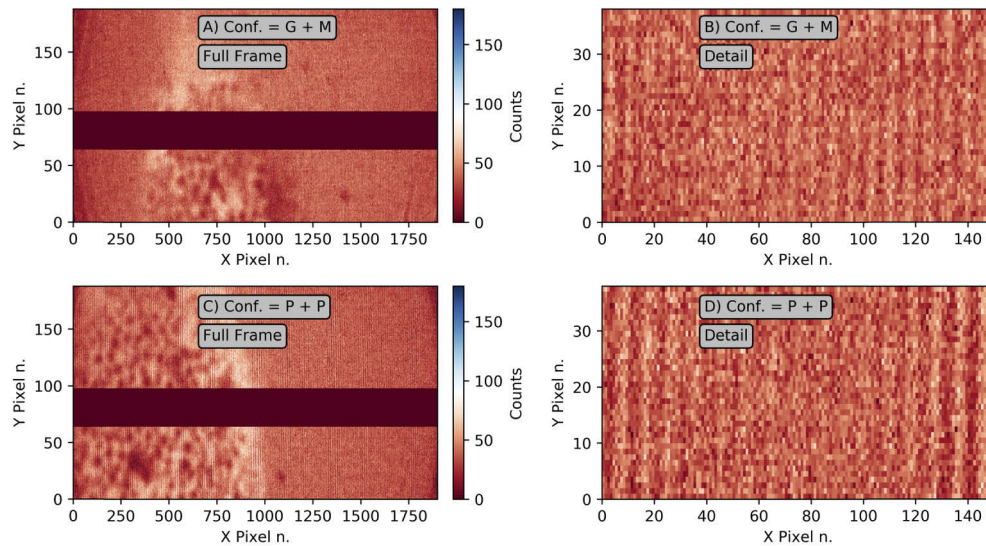 A) Conf. = G + M
Full Frame
150
100
50
0
Y Pixel n.
0 250 500 750 1000 1250 1500 1750
X Pixel n.
150
100
50
0
Counts
B) Conf. = G + M
Detail
30
20
10
0
Y Pixel n.
0 20 40 60 80 100 120 140
X Pixel n.
C) Conf. = P + P
Full Frame
150
100
50
0
Y Pixel n.
0 250 500 750 1000 1250 1500 1750
X Pixel n.
150
100
50
0
Counts
D) Conf. = P + P
Detail
30
20
10
0
Y Pixel n.
0 20 40 60 80 100 120 140
X Pixel n.